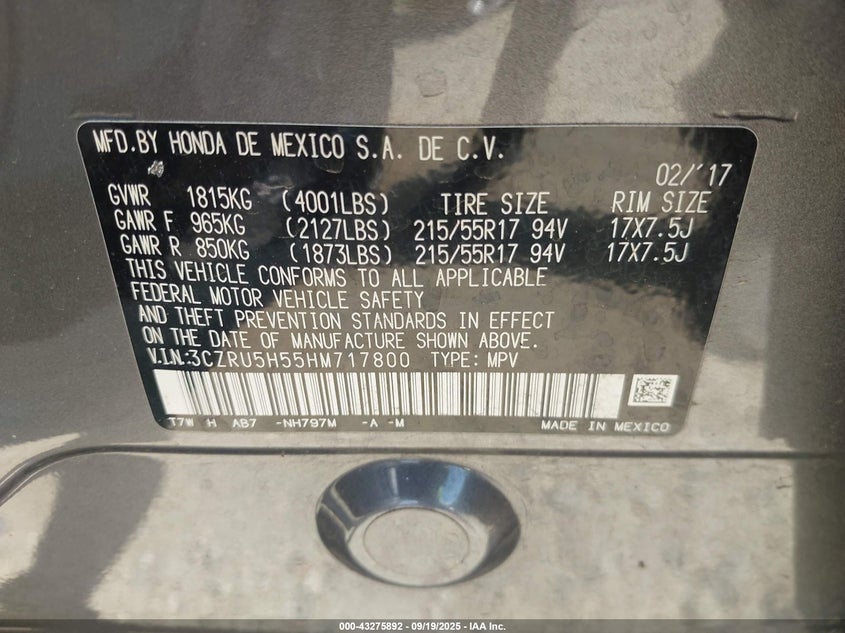 MFD.BY HONDA DE MEXICO S.A. DE C.V.
02/'17
GVWR 1815KG (4001LBS) TIRE SIZE RIM SIZE
GAWR F 965KG (2127LBS) 215/55R17 94V 17X7.5J
GAWR R 850KG (1873LBS) 215/55R17 94V 17X7.5J
THIS VEHICLE CONFORMS TO ALL APPLICABLE
FEDERAL MOTOR VEHICLE SAFETY
AND THEFT PREVENTION STANDARDS IN EFFECT
ON THE DATE OF MANUFACTURE SHOWN ABOVE.
V.I.N:3CZRU5H55HM717800 TYPE: MPV
T7W H AB7 -NH797M -A -M MADE IN MEXICO
000-43275892 - 09/19/2025 - IAA Inc.